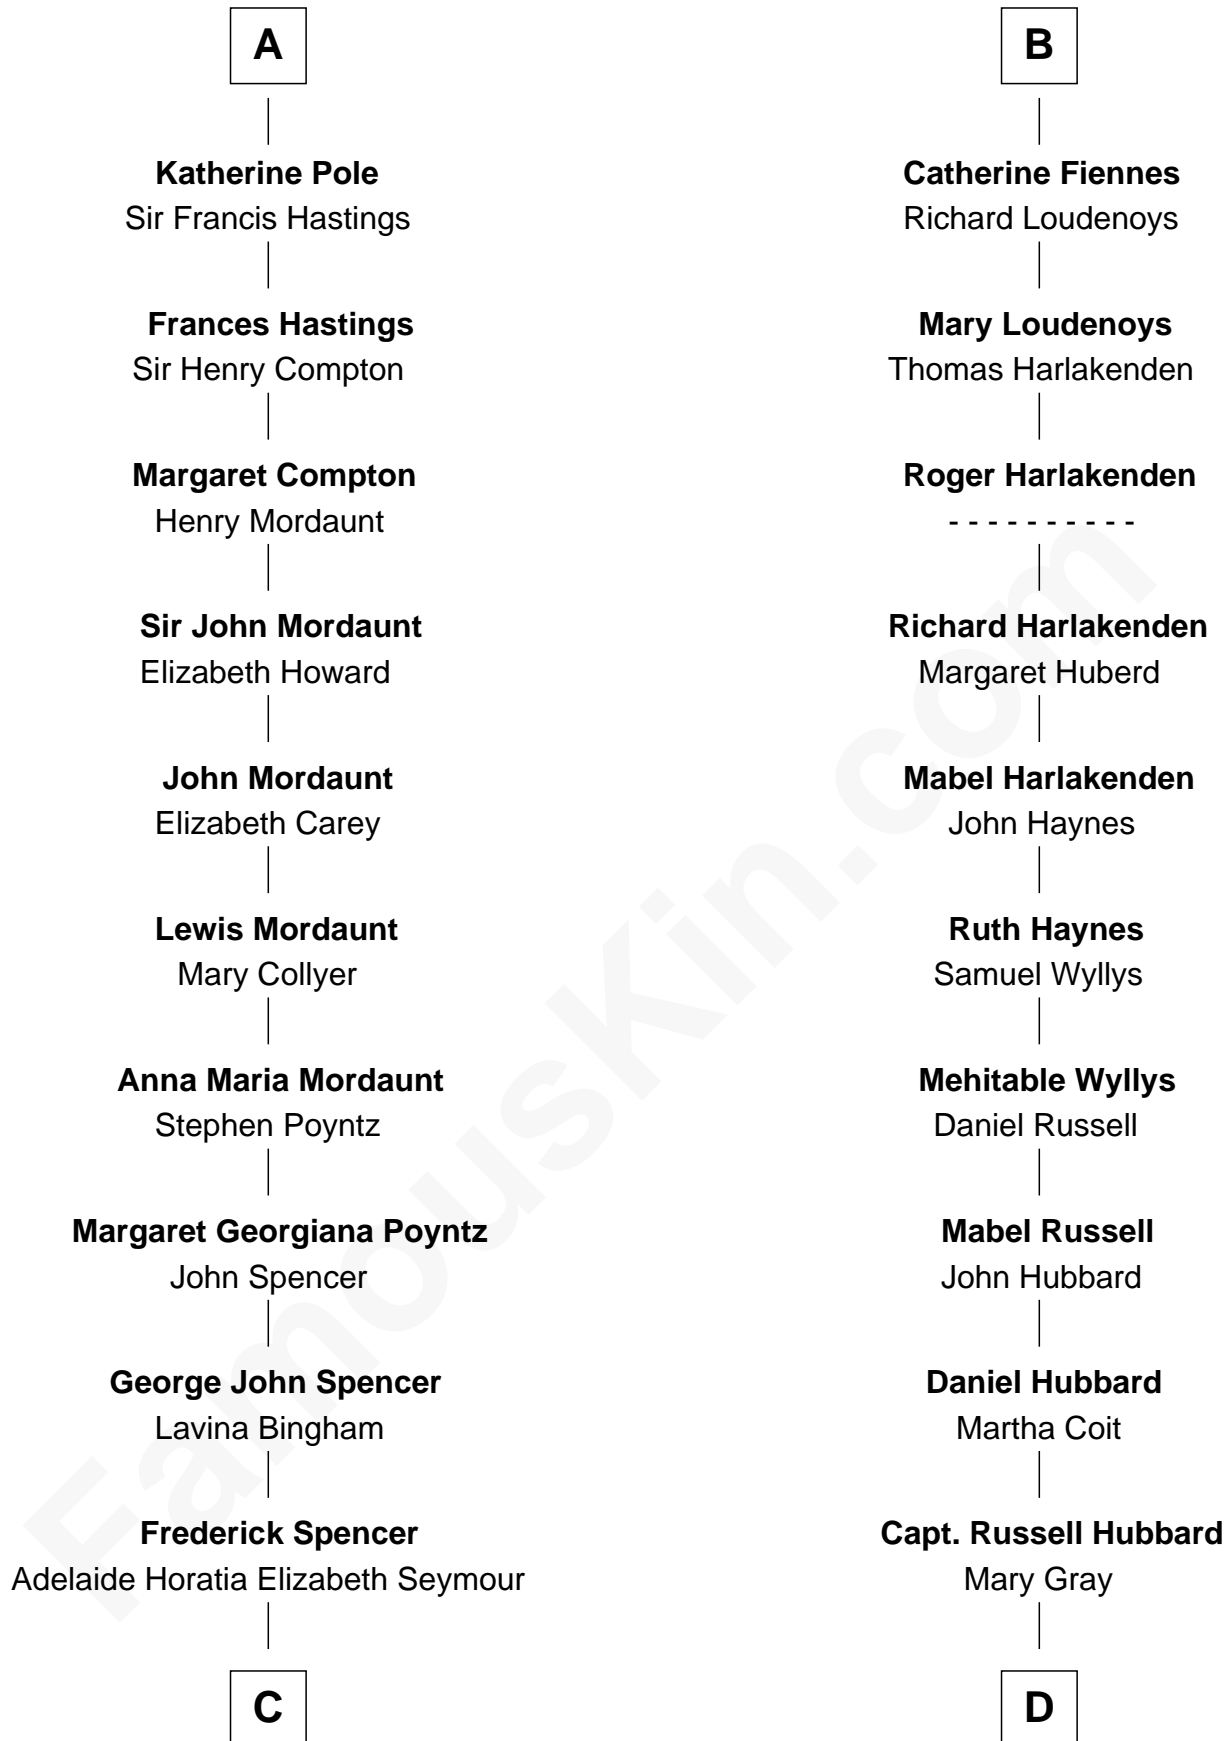 A
Katherine Pole
Sir Francis Hastings
Frances Hastings
Sir Henry Compton
Margaret Compton
Henry Mordaunt
Sir John Mordaunt
Elizabeth Howard
John Mordaunt
Elizabeth Carey
Lewis Mordaunt
Mary Collyer
Anna Maria Mordaunt
Stephen Poyntz
Margaret Georgiana Poyntz
John Spencer
George John Spencer
Lavina Bingham
Frederick Spencer
Adelaide Horatia Elizabeth Seymour
C
B
Catherine Fiennes
Richard Loudenoys
Mary Loudenoys
Thomas Harlakenden
Roger Harlakenden
- - - - - - - - - -
Richard Harlakenden
Margaret Huberd
Mabel Harlakenden
John Haynes
Ruth Haynes
Samuel Wyllys
Mehitable Wyllys
Daniel Russell
Mabel Russell
John Hubbard
Daniel Hubbard
Martha Coit
Capt. Russell Hubbard
Mary Gray
D
FamousKin.com